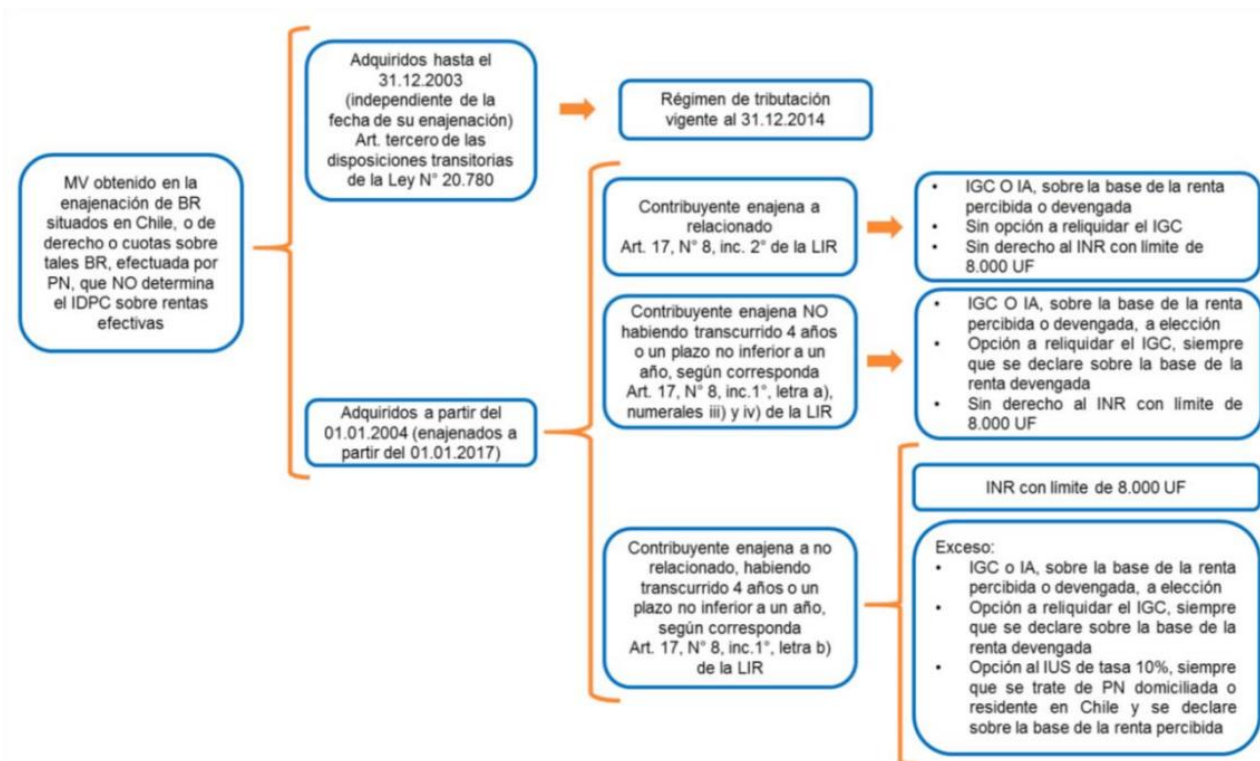 MV obtenido en la
enajenación de BR
situados en Chile, o de
derecho o cuotas sobre
tales BR, efectuada por
PN, que NO determina
el IDPC sobre rentas
efectivas
Adquiridos hasta el
31.12.2003
(independiente de la
fecha de su enajenación)
Art. tercero de las
disposiciones transitorias
de la Ley N° 20.780
Régimen de tributación
vigente al 31.12.2014
Adquiridos a partir del
01.01.2004 (enajenados a
partir del 01.01.2017)
Contribuyente enajena a
relacionado
Art. 17, N° 8, inc. 2° de la LIR
• IGC O IA, sobre la base de la renta
percibida o devengada
• Sin opción a reliquidar el IGC
• Sin derecho al INR con límite de
8.000 UF
Contribuyente enajena NO
habiendo transcurrido 4 años
o un plazo no inferior a un
año, según corresponda
Art. 17, N° 8, inc.1°, letra a),
numerales iii) y iv) de la LIR
• IGC O IA, sobre la base de la renta
percibida o devengada, a elección
• Opción a reliquidar el IGC, siempre
que se declare sobre la base de la
renta devengada
• Sin derecho al INR con límite de
8.000 UF
Contribuyente enajena a no
relacionado, habiendo
transcurrido 4 años o un
plazo no inferior a un año,
según corresponda
Art. 17, N° 8, inc.1°, letra b)
de la LIR
INR con límite de 8.000 UF
Exceso:
• IGC o IA, sobre la base de la renta
percibida o devengada, a elección
• Opción a reliquidar el IGC, siempre
que se declare sobre la base de la
renta devengada
• Opción al IUS de tasa 10%, siempre
que se trate de PN domiciliada o
residente en Chile y se declare
sobre la base de la renta percibida